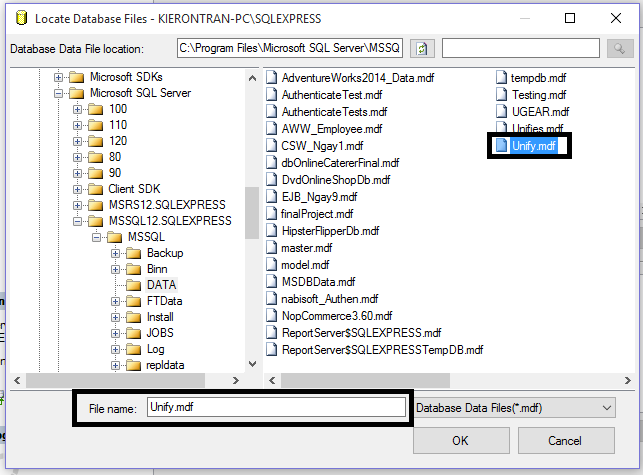 Locate Database Files - KIERONTRAN-PC\SQLEXPRESS
Database Data File location:
C:\Program Files\Microsoft SQL Server\MSSQ
Microsoft SDKs
Microsoft SQL Server
100
110
120
80
90
Client SDK
MSRS12.SQLEXPRESS
MSSQL12.SQLEXPRESS
MSSQL
Backup
Binn
DATA
FTData
Install
JOBS
Log
repldata
AdventureWorks2014_Data.mdf
AuthenticateTest.mdf
AuthenticateTests.mdf
AWW_Employee.mdf
CSW_Ngay1.mdf
dbOnlineCatererFinal.mdf
DvdOnlineShopDb.mdf
EJB_Ngay9.mdf
finalProject.mdf
HipsterFlipperDb.mdf
master.mdf
model.mdf
MSDBData.mdf
nabisoft_Authen.mdf
NopCommerce3.60.mdf
ReportServer$SQLEXPRESS.mdf
ReportServer$SQLEXPRESSTempDB.mdf
tempdb.mdf
Testing.mdf
UGEAR.mdf
Unifies.mdf
Unify.mdf
File name:
Unify.mdf
Database Data Files(*.mdf)
OK
Cancel